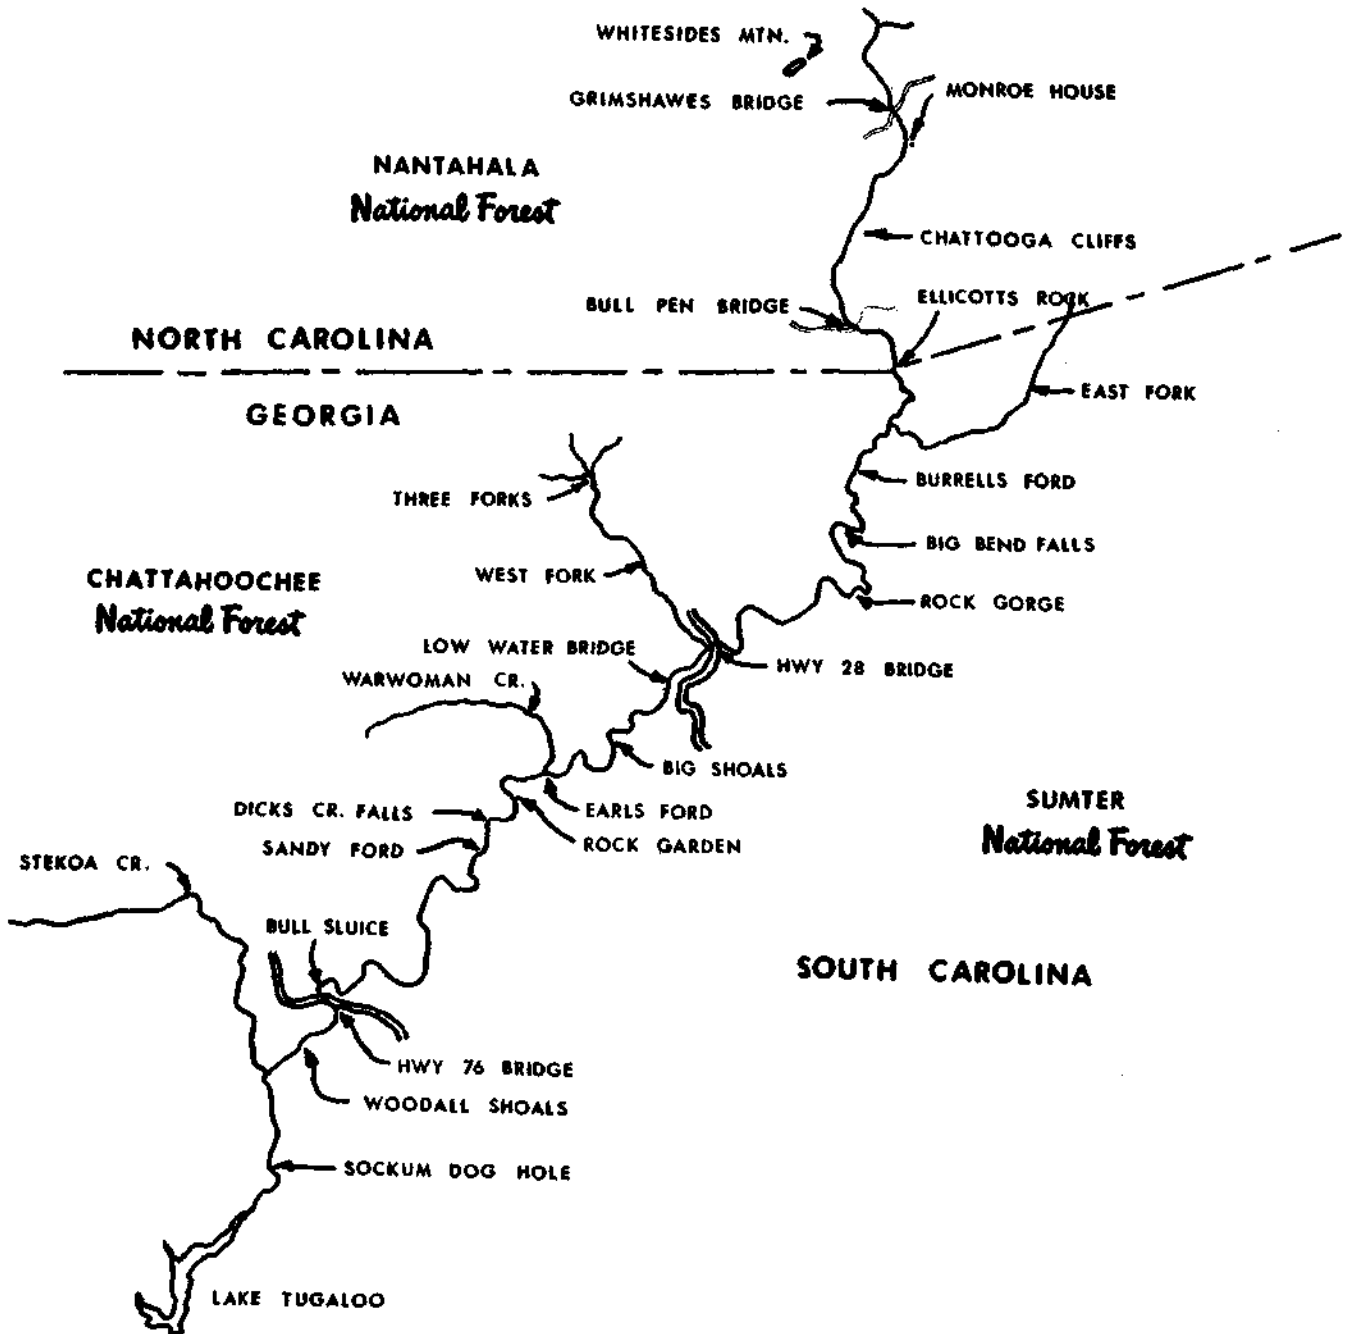 WHITESIDES MTN.
GRIMSHAWES BRIDGE
MONROE HOUSE
NANTAHALA
National Forest
CHATTOOGA CLIFFS
BULL PEN BRIDGE
ELLICOTTS ROCK
NORTH CAROLINA
GEORGIA
EAST FORK
THREE FORKS
BURRELLS FORD
BIG BEND FALLS
WEST FORK
CHATTAHOOCHEE
National Forest
ROCK GORGE
LOW WATER BRIDGE
HWY 28 BRIDGE
WARWOMAN CR.
BIG SHOALS
DICKS CR. FALLS
EARLS FORD
SUMTER
National Forest
SANDY FORD
ROCK GARDEN
STEKOA CR.
BULL SLUICE
SOUTH CAROLINA
HWY 76 BRIDGE
WOODALL SHOALS
SOCKUM DOG HOLE
LAKE TUGALOO